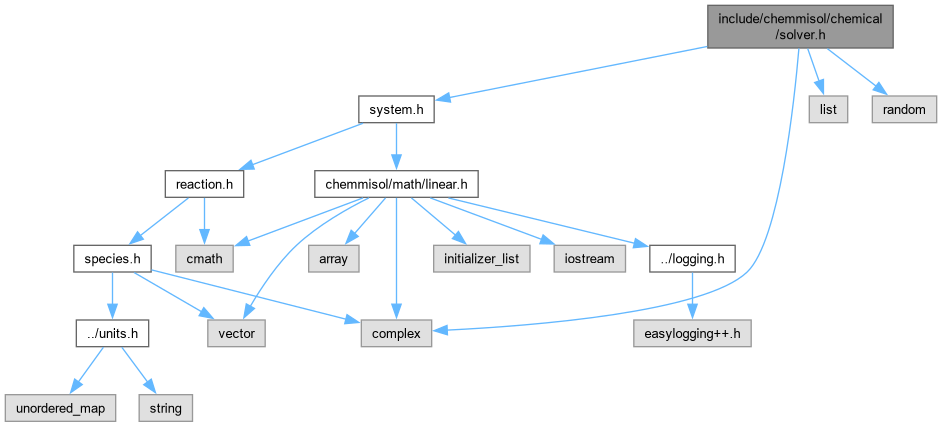 include/chemmisol/chemical
/solver.h
system.h
list
random
reaction.h
chemmisol/math/linear.h
species.h
cmath
array
initializer_list
iostream
../logging.h
../units.h
vector
complex
easylogging++.h
unordered_map
string